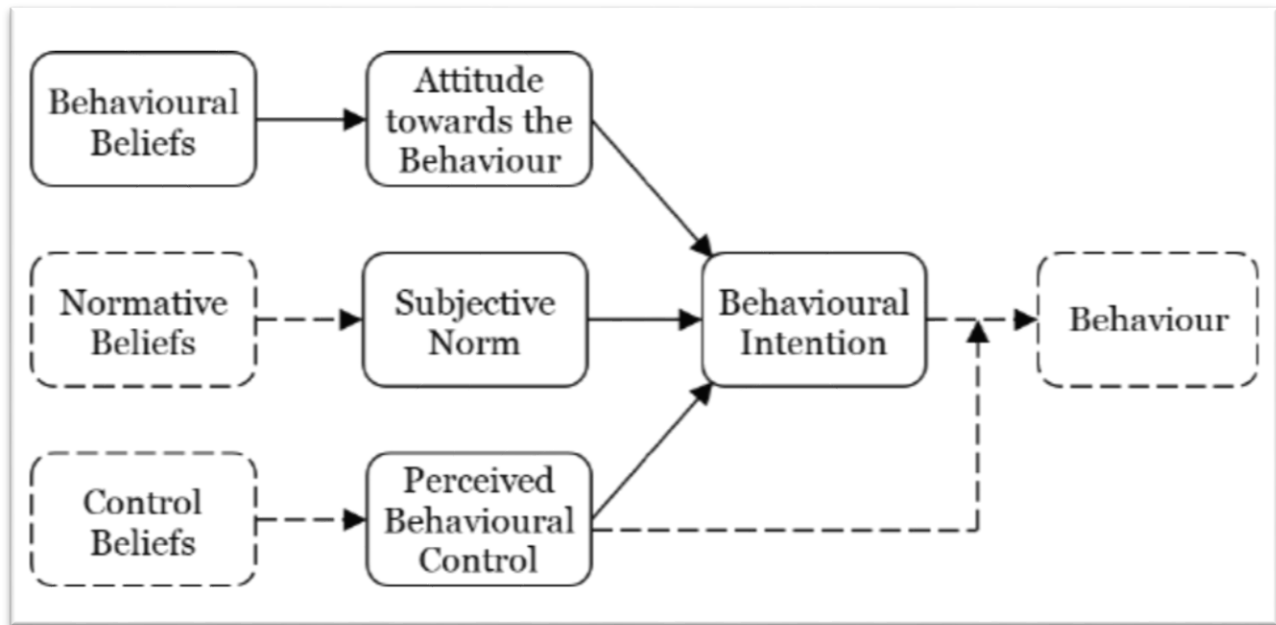 Behavioural
Beliefs
Attitude
towards the
Behaviour
Normative
Beliefs
Subjective
Norm
Behavioural
Intention
Behaviour
Control
Beliefs
Perceived
Behavioural
Control